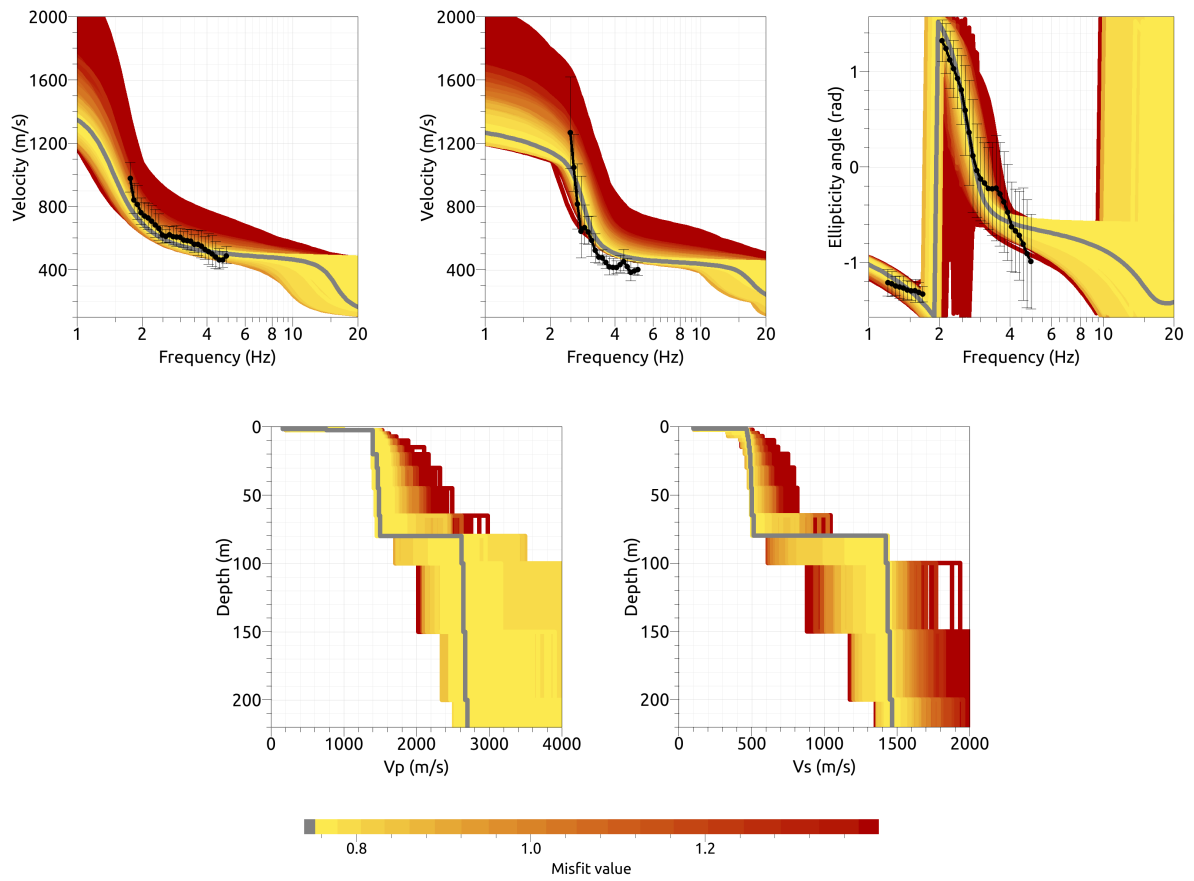 2000
1600
1200
800
400
Velocity (m/s)
1 2 4 6 8 10 20
Frequency (Hz)
2000
1600
1200
800
400
Velocity (m/s)
1 2 4 6 8 10 20
Frequency (Hz)
1
0
-1
Ellipticity angle (rad)
1 2 4 6 8 10 20
Frequency (Hz)
0
50
100
150
200
Depth (m)
0 1000 2000 3000 4000
Vp (m/s)
0
50
100
150
200
Depth (m)
0 500 1000 1500 2000
Vs (m/s)
0.8 1.0 1.2
Misfit value